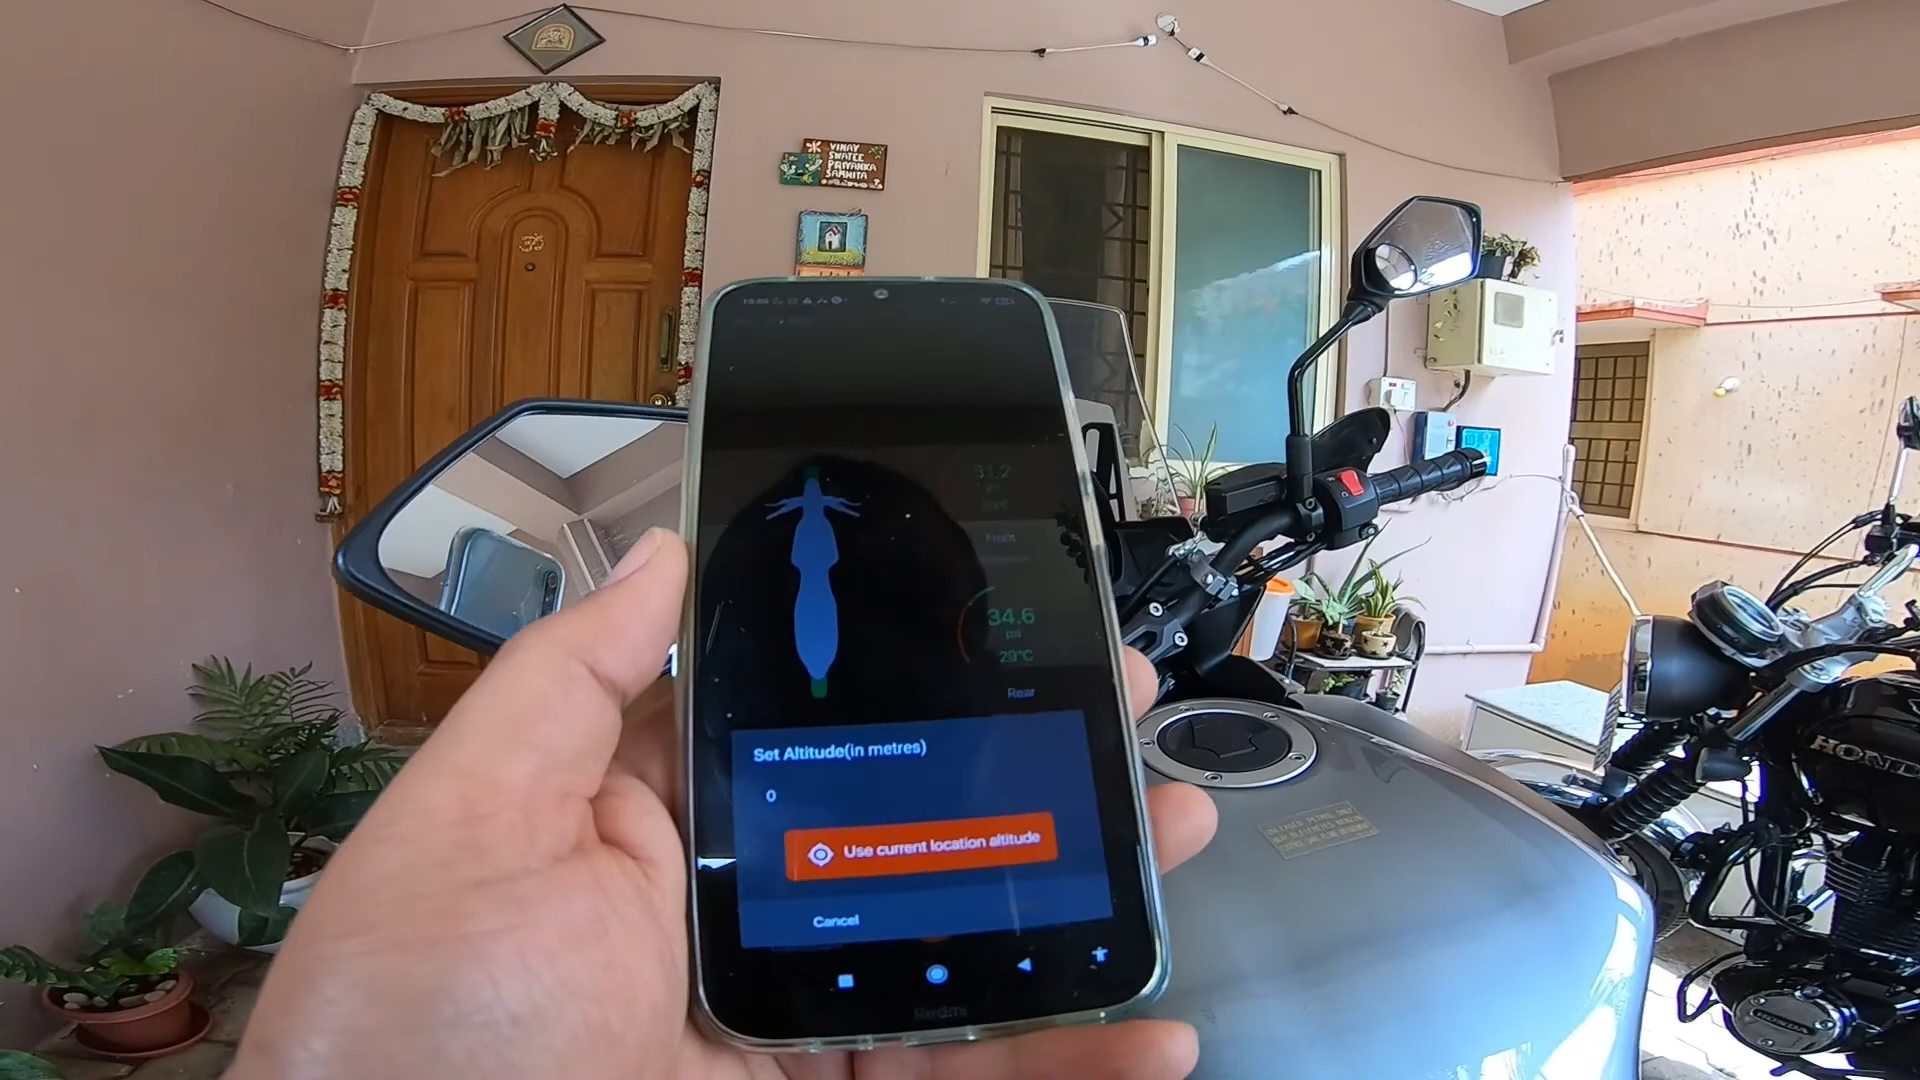 VINAY
SWATEE
PRIYANKA
SAMHITA
31.2
psi
Front
34.6
psi
29°C
Rear
Set Altitude(in metres)
0
Use current location altitude
Cancel
Redmi
HONDA
HONDA